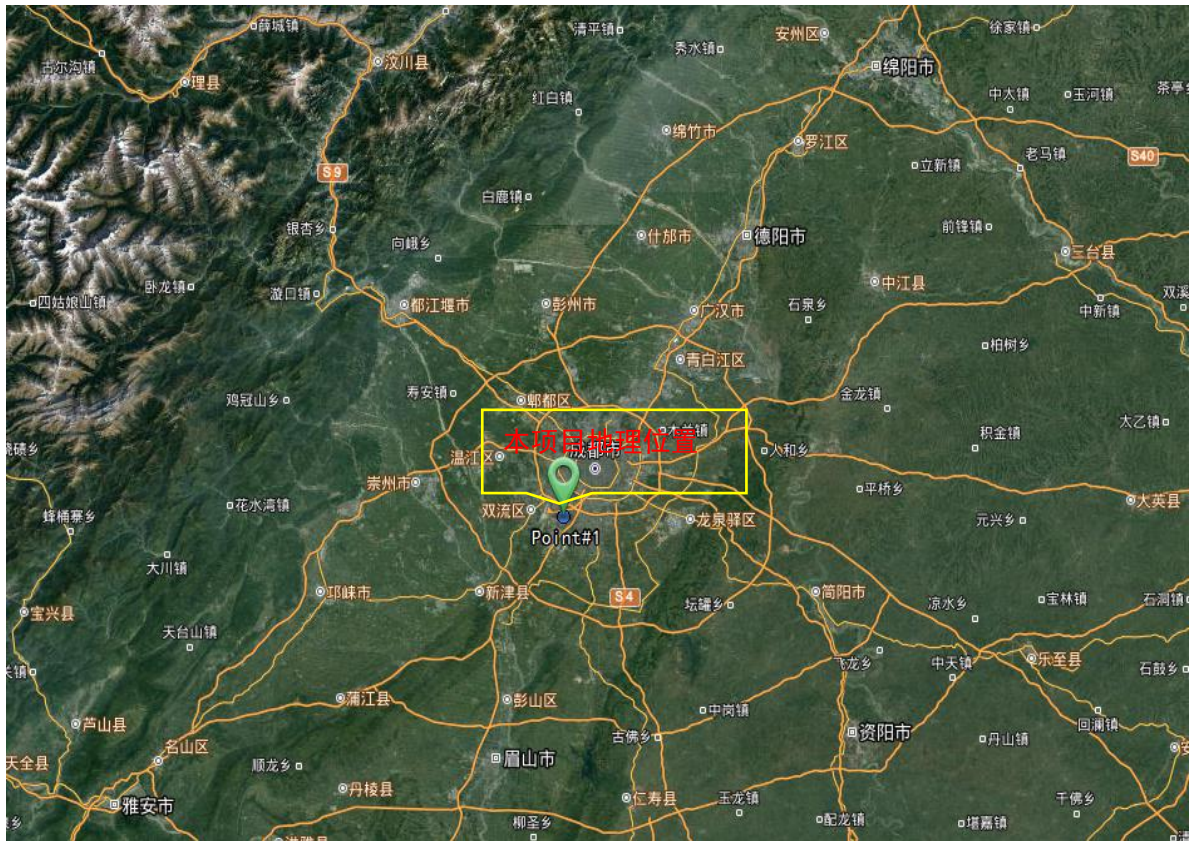 薛城镇
清平镇
安州区
徐家镇
秀水镇
古尔沟镇
汶川县
绵阳市
理县
红白镇
中太镇
玉河镇
绵竹市
罗江区
老马镇
S40
S9
立新镇
白鹿镇
银杏乡
向峨乡
什邡市
德阳市
前锋镇
三台县
卧龙镇
漩口镇
中江县
四姑娘山镇
都江堰市
彭州市
广汉市
石泉乡
双溪
中新镇
青白江区
柏树乡
鸡冠山乡
寿安镇
郫都区
金龙镇
太乙镇
本项目地理位置
积金镇
人和乡
温江区
成都市
崇州市
平桥乡
大英县
花水湾镇
蜂桶寨乡
双流区
龙泉驿区
元兴乡
Point#1
大川镇
邛崃市
新津县
S4
坛罐乡
简阳市
凉水乡
宝林镇
石洞镇
宝兴县
天台山镇
飞龙乡
中天镇
乐至县
石鼓乡
蒲江县
彭山区
中岗镇
回澜镇
芦山县
古佛乡
资阳市
丹山镇
名山区
天全县
顺龙乡
眉山市
丹棱县
仁寿县
玉龙镇
千佛乡
雅安市
柳圣乡
配龙镇
堪嘉镇